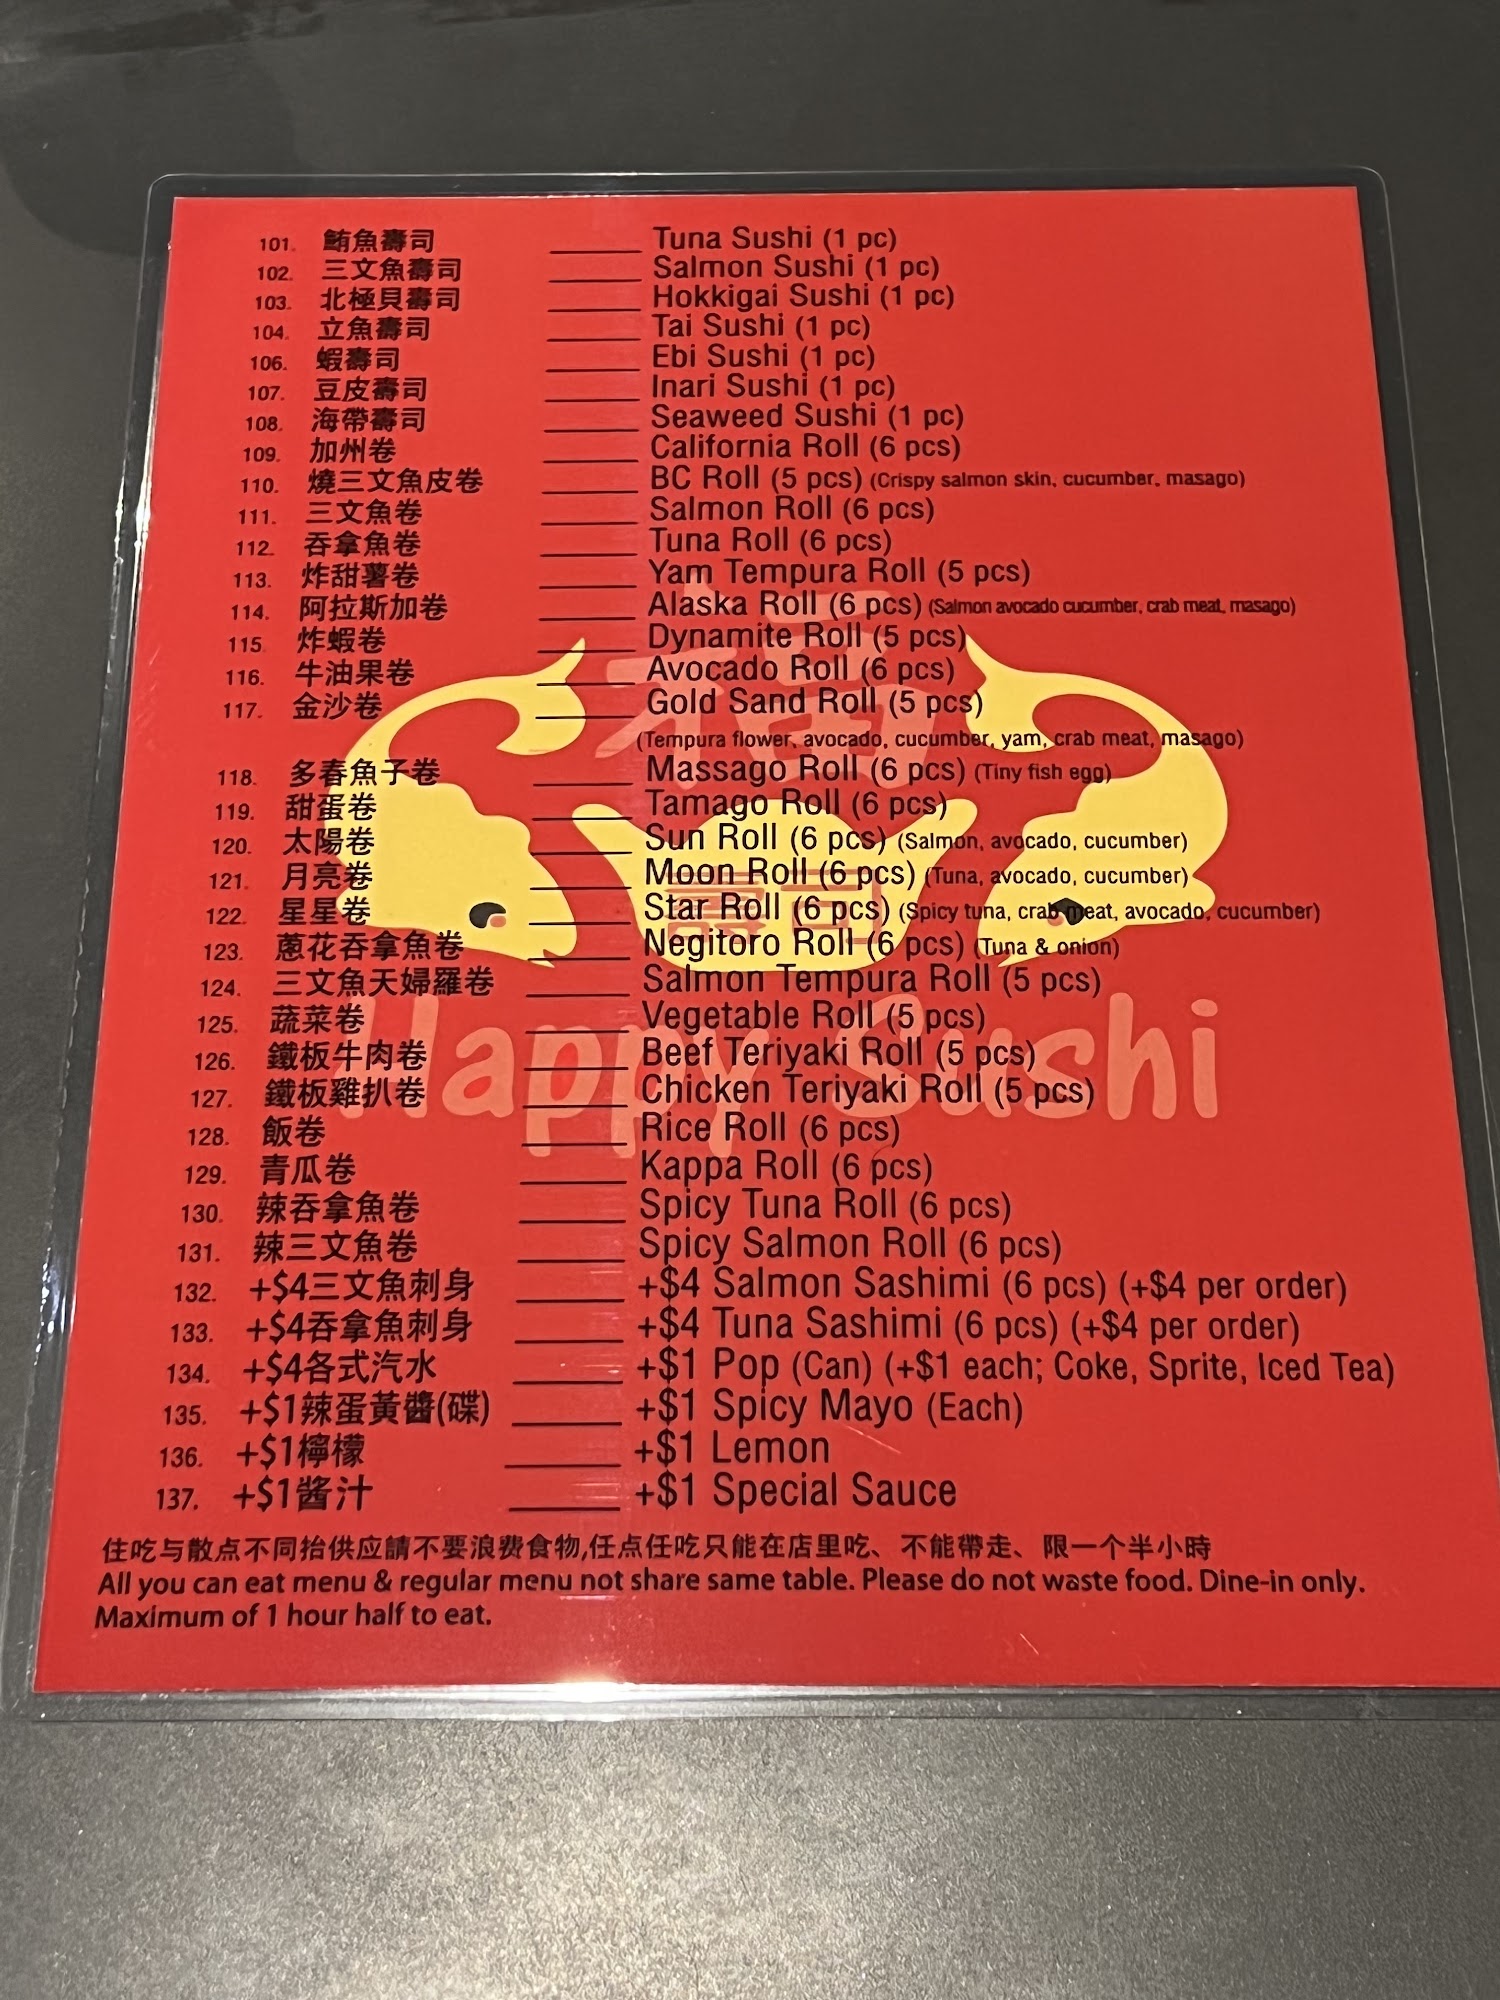 101. 鮪魚壽司 Tuna Sushi (1 pc)
102. 三文魚壽司 Salmon Sushi (1 pc)
103. 北極貝壽司 Hokkigai Sushi (1 pc)
104. 立魚壽司 Tai Sushi (1 pc)
106. 蝦壽司 Ebi Sushi (1 pc)
107. 豆皮壽司 Inari Sushi (1 pc)
108. 海帶壽司 Seaweed Sushi (1 pc)
109. 加州卷 California Roll (6 pcs)
110. 燒三文魚皮卷 BC Roll (5 pcs) (Crispy salmon skin, cucumber, masago)
111. 三文魚卷 Salmon Roll (6 pcs)
112. 吞拿魚卷 Tuna Roll (6 pcs)
113. 炸甜薯卷 Yam Tempura Roll (5 pcs)
114. 阿拉斯加卷 Alaska Roll (6 pcs) (Salmon avocado cucumber, crab meat, masago)
115. 炸蝦卷 Dynamite Roll (5 pcs)
116. 牛油果卷 Avocado Roll (6 pcs)
117. 金沙卷 Gold Sand Roll (5 pcs)
(Tempura flower, avocado, cucumber, yam, crab meat, masago)
118. 多春魚子卷 Massago Roll (6 pcs) (Tiny fish egg)
119. 甜蛋卷 Tamago Roll (6 pcs)
120. 太陽卷 Sun Roll (6 pcs) (Salmon, avocado, cucumber)
121. 月亮卷 Moon Roll (6 pcs) (Tuna, avocado, cucumber)
122. 星星卷 Star Roll (6 pcs) (Spicy tuna, crab meat, avocado, cucumber)
123. 蔥花吞拿魚卷 Negitoro Roll (6 pcs) (Tuna & onion)
124. 三文魚天婦羅卷 Salmon Tempura Roll (5 pcs)
125. 蔬菜卷 Vegetable Roll (5 pcs)
126. 鐵板牛肉卷 Beef Teriyaki Roll (5 pcs)
127. 鐵板雞扒卷 Chicken Teriyaki Roll (5 pcs)
128. 飯卷 Rice Roll (6 pcs)
129. 青瓜卷 Kappa Roll (6 pcs)
130. 辣吞拿魚卷 Spicy Tuna Roll (6 pcs)
131. 辣三文魚卷 Spicy Salmon Roll (6 pcs)
132. +$4三文魚刺身 +$4 Salmon Sashimi (6 pcs) (+$4 per order)
133. +$4吞拿魚刺身 +$4 Tuna Sashimi (6 pcs) (+$4 per order)
134. +$4各式汽水 +$1 Pop (Can) (+$1 each; Coke, Sprite, Iced Tea)
135. +$1辣蛋黃醬(碟) +$1 Spicy Mayo (Each)
136. +$1檸檬 +$1 Lemon
137. +$1醬汁 +$1 Special Sauce
福
壽司
Happy Sushi
住吃与散点不同抬供应請不要浪费食物,任点任吃只能在店里吃、不能帶走、限一个半小時
All you can eat menu & regular menu not share same table. Please do not waste food. Dine-in only.
Maximum of 1 hour half to eat.